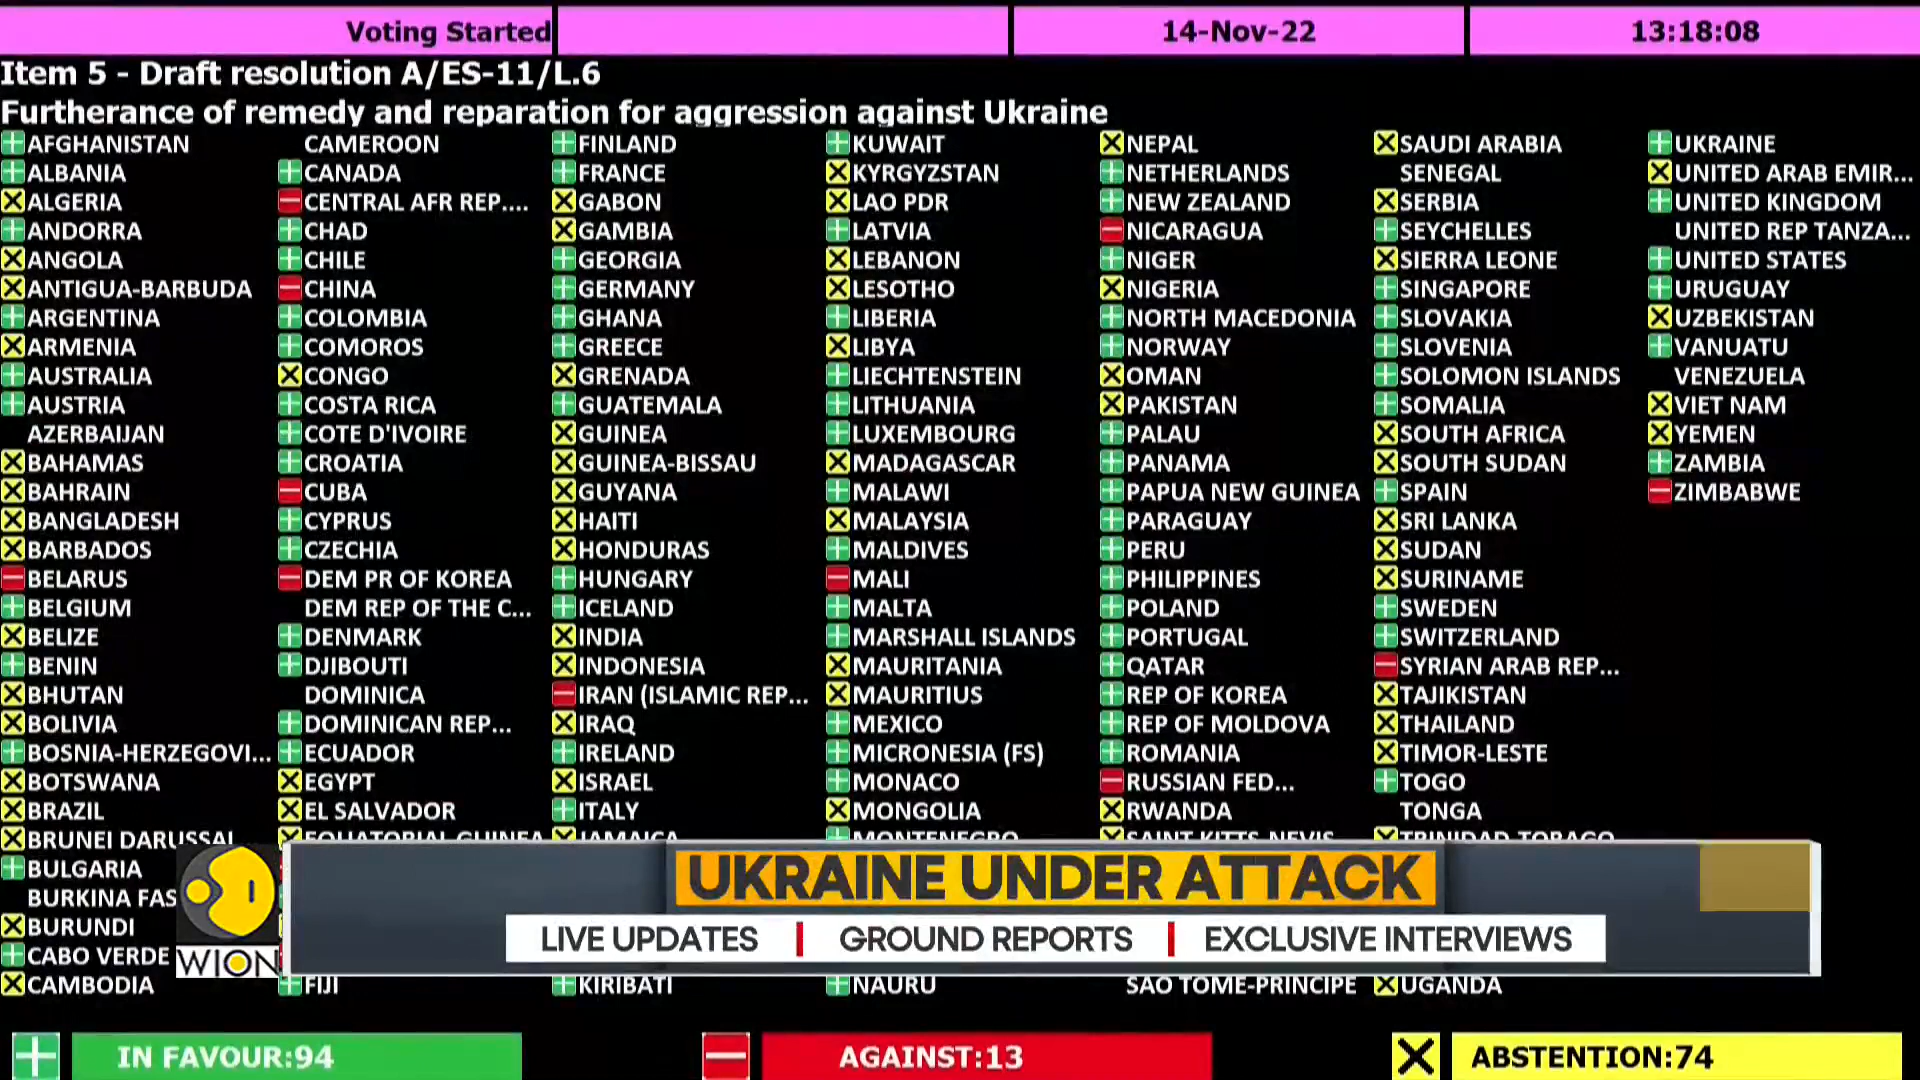 Voting Started 14-Nov-22 13:18:08
Item 5 - Draft resolution A/ES-11/L.6
Furtherance of remedy and reparation for aggression against Ukraine
AFGHANISTAN
ALBANIA
ALGERIA
ANDORRA
ANGOLA
ANTIGUA-BARBUDA
ARGENTINA
ARMENIA
AUSTRALIA
AUSTRIA
AZERBAIJAN
BAHAMAS
BAHRAIN
BANGLADESH
BARBADOS
BELARUS
BELGIUM
BELIZE
BENIN
BHUTAN
BOLIVIA
BOSNIA-HERZEGOVI...
BOTSWANA
BRAZIL
BRUNEI DARUSSAL
BULGARIA
BURKINA FAS
BURUNDI
CABO VERDE
CAMBODIA
CAMEROON
CANADA
CENTRAL AFR REP....
CHAD
CHILE
CHINA
COLOMBIA
COMOROS
CONGO
COSTA RICA
COTE D'IVOIRE
CROATIA
CUBA
CYPRUS
CZECHIA
DEM PR OF KOREA
DEM REP OF THE C...
DENMARK
DJIBOUTI
DOMINICA
DOMINICAN REP...
ECUADOR
EGYPT
EL SALVADOR
EQUATORIAL GUINEA
FIJI
FINLAND
FRANCE
GABON
GAMBIA
GEORGIA
GERMANY
GHANA
GREECE
GRENADA
GUATEMALA
GUINEA
GUINEA-BISSAU
GUYANA
HAITI
HONDURAS
HUNGARY
ICELAND
INDIA
INDONESIA
IRAN (ISLAMIC REP...
IRAQ
IRELAND
ISRAEL
ITALY
JAMAICA
KIRIBATI
KUWAIT
KYRGYZSTAN
LAO PDR
LATVIA
LEBANON
LESOTHO
LIBERIA
LIBYA
LIECHTENSTEIN
LITHUANIA
LUXEMBOURG
MADAGASCAR
MALAWI
MALAYSIA
MALDIVES
MALI
MALTA
MARSHALL ISLANDS
MAURITANIA
MAURITIUS
MEXICO
MICRONESIA (FS)
MONACO
MONGOLIA
MONTENEGRO
NAURU
NEPAL
NETHERLANDS
NEW ZEALAND
NICARAGUA
NIGER
NIGERIA
NORTH MACEDONIA
NORWAY
OMAN
PAKISTAN
PALAU
PANAMA
PAPUA NEW GUINEA
PARAGUAY
PERU
PHILIPPINES
POLAND
PORTUGAL
QATAR
REP OF KOREA
REP OF MOLDOVA
ROMANIA
RUSSIAN FED...
RWANDA
SAINT KITTS-NEVIS
SAO TOME-PRINCIPE
SAUDI ARABIA
SENEGAL
SERBIA
SEYCHELLES
SIERRA LEONE
SINGAPORE
SLOVAKIA
SLOVENIA
SOLOMON ISLANDS
SOMALIA
SOUTH AFRICA
SOUTH SUDAN
SPAIN
SRI LANKA
SUDAN
SURINAME
SWEDEN
SWITZERLAND
SYRIAN ARAB REP...
TAJIKISTAN
THAILAND
TIMOR-LESTE
TOGO
TONGA
TRINIDAD-TOBAGO
UGANDA
UKRAINE
UNITED ARAB EMIR...
UNITED KINGDOM
UNITED REP TANZA...
UNITED STATES
URUGUAY
UZBEKISTAN
VANUATU
VENEZUELA
VIET NAM
YEMEN
ZAMBIA
ZIMBABWE
WION
UKRAINE UNDER ATTACK
LIVE UPDATES | GROUND REPORTS | EXCLUSIVE INTERVIEWS
IN FAVOUR:94 AGAINST:13 ABSTENTION:74